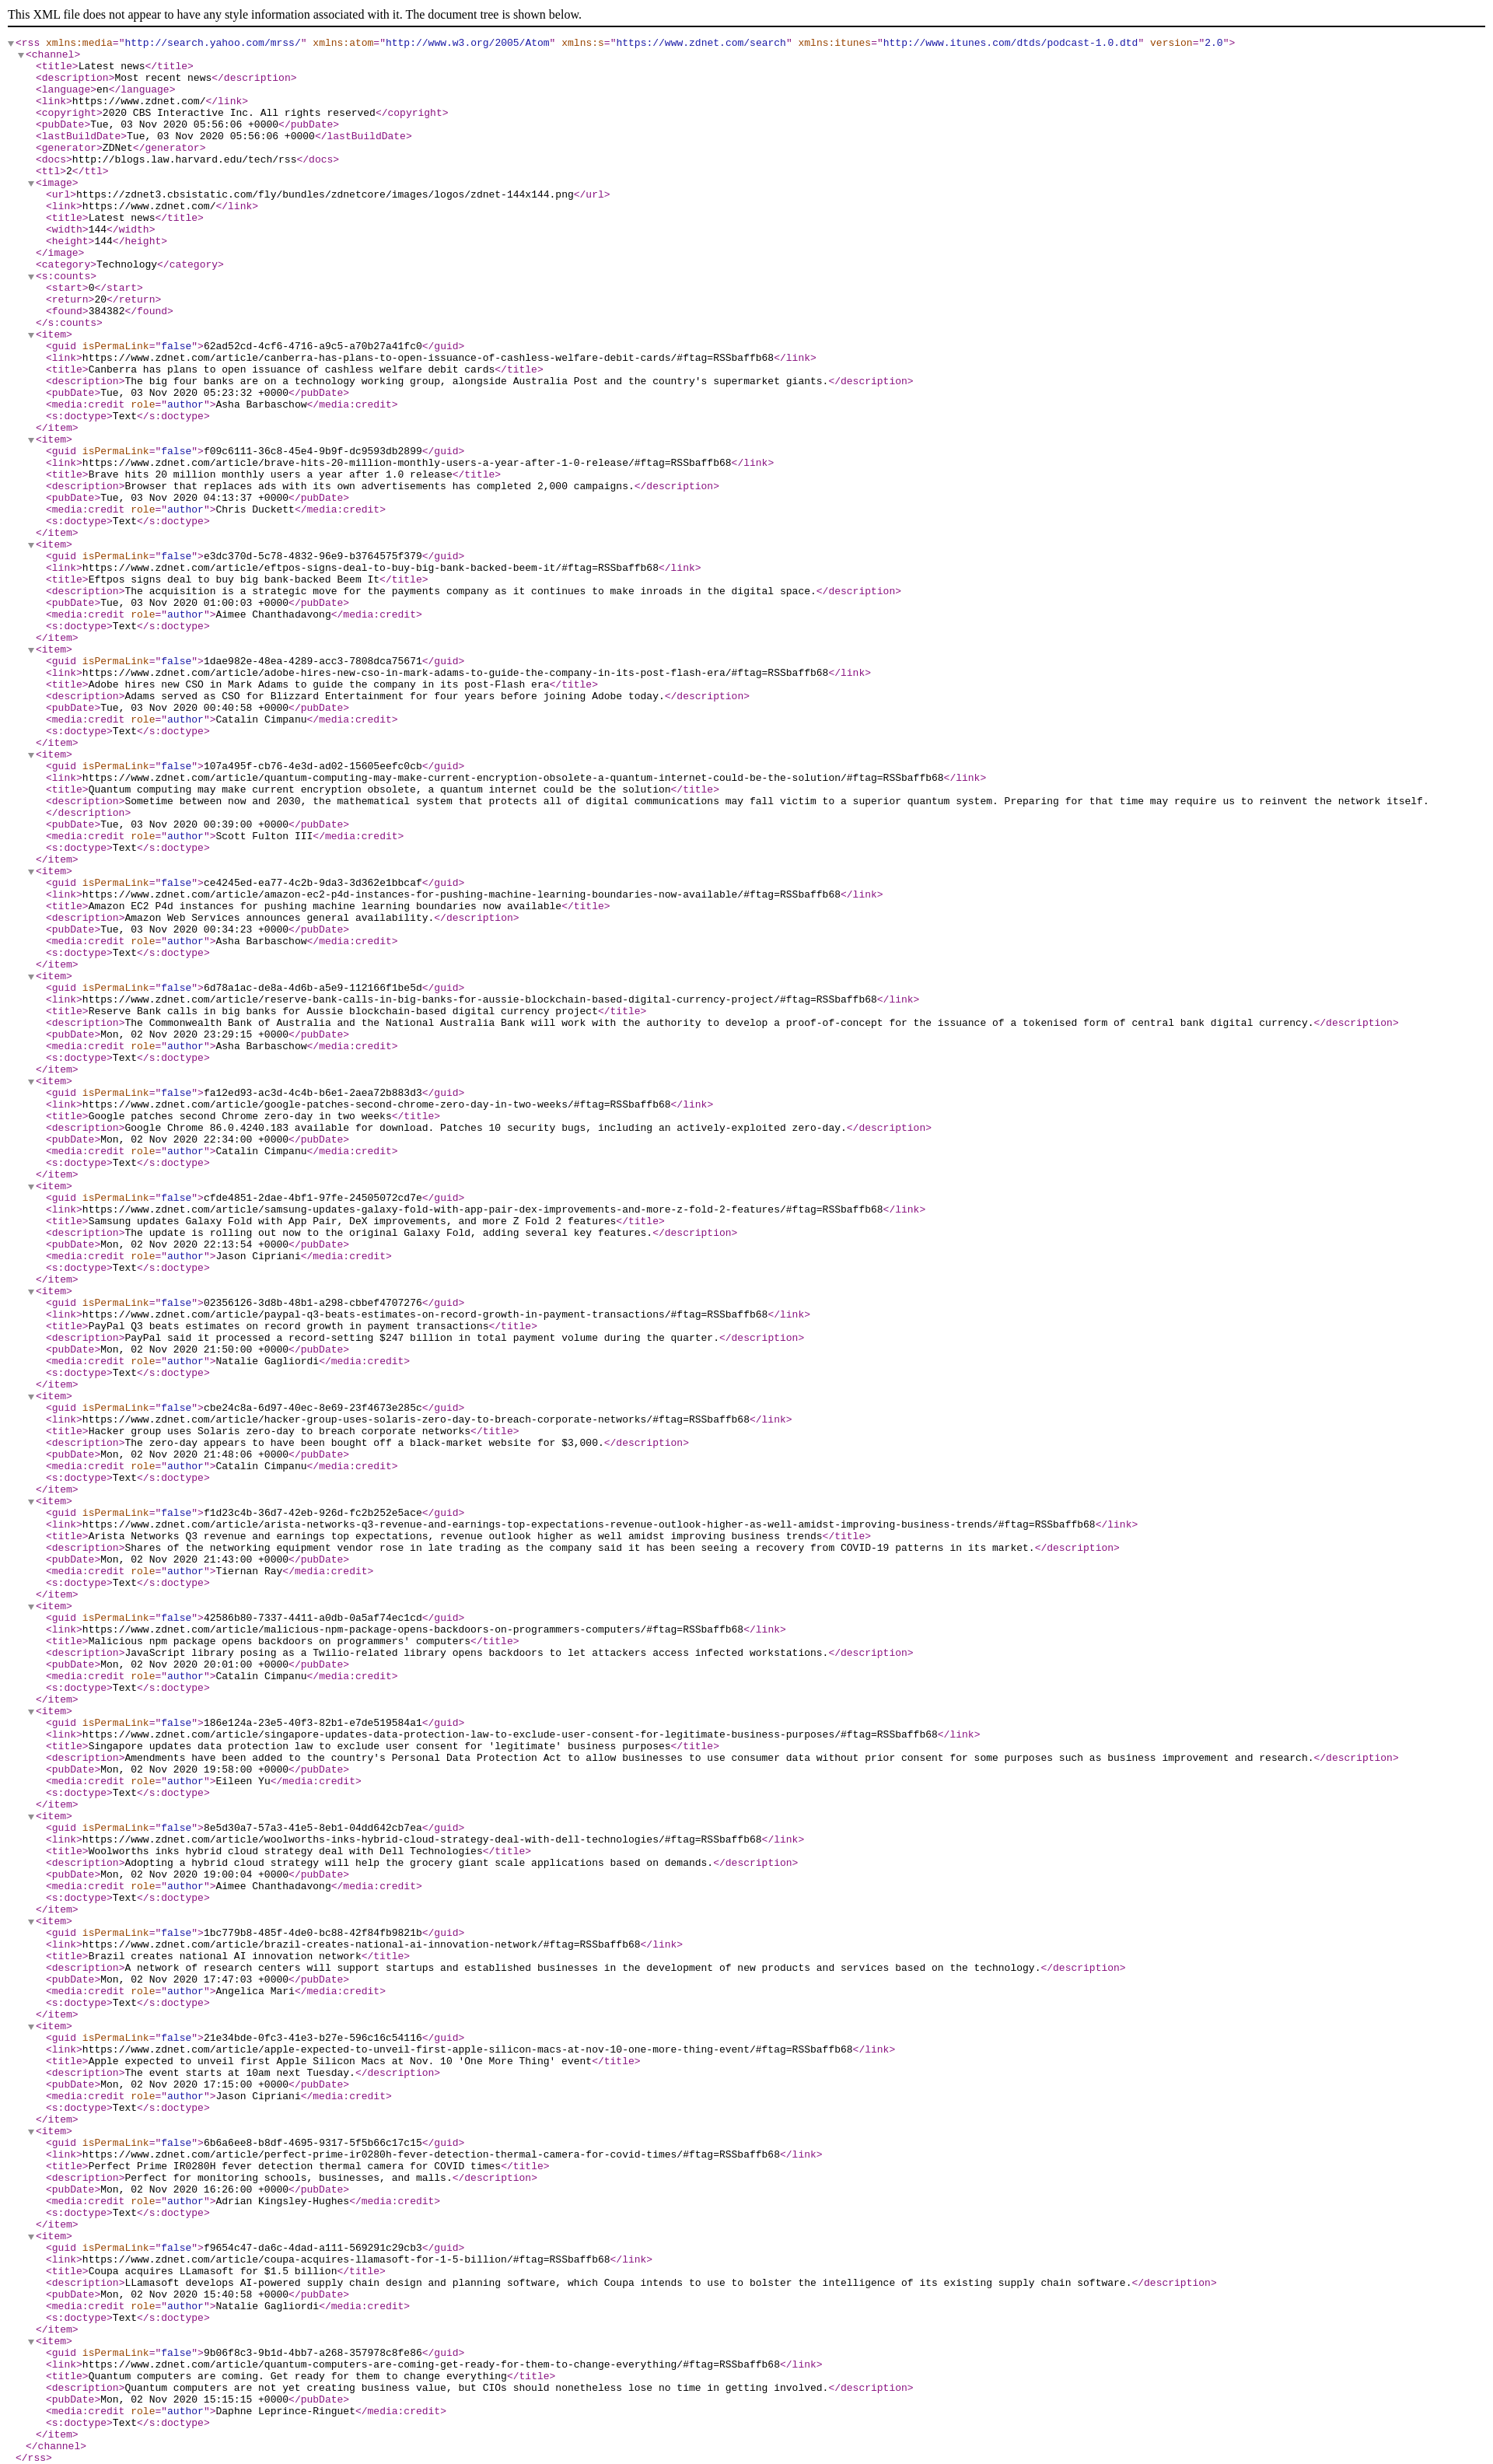 This XML file does not appear to have any style information associated with it. The document tree is shown below.
<rss xmlns:media="http://search.yahoo.com/mrss/" xmlns:atom="http://www.w3.org/2005/Atom" xmlns:s="https://www.zdnet.com/search" xmlns:itunes="http://www.itunes.com/dtds/podcast-1.0.dtd" version="2.0">
<channel>
<title>Latest news</title>
<description>Most recent news</description>
<language>en</language>
<link>https://www.zdnet.com/</link>
<copyright>2020 CBS Interactive Inc. All rights reserved</copyright>
<pubDate>Tue, 03 Nov 2020 05:56:06 +0000</pubDate>
<lastBuildDate>Tue, 03 Nov 2020 05:56:06 +0000</lastBuildDate>
<generator>ZDNet</generator>
<docs>http://blogs.law.harvard.edu/tech/rss</docs>
<ttl>2</ttl>
<image>
<url>https://zdnet3.cbsistatic.com/fly/bundles/zdnetcore/images/logos/zdnet-144x144.png</url>
<link>https://www.zdnet.com/</link>
<title>Latest news</title>
<width>144</width>
<height>144</height>
</image>
<category>Technology</category>
<s:counts>
<start>0</start>
<return>20</return>
<found>384382</found>
</s:counts>
<item>
<guid isPermaLink="false">62ad52cd-4cf6-4716-a9c5-a70b27a41fc0</guid>
<link>https://www.zdnet.com/article/canberra-has-plans-to-open-issuance-of-cashless-welfare-debit-cards/#ftag=RSSbaffb68</link>
<title>Canberra has plans to open issuance of cashless welfare debit cards</title>
<description>The big four banks are on a technology working group, alongside Australia Post and the country's supermarket giants.</description>
<pubDate>Tue, 03 Nov 2020 05:23:32 +0000</pubDate>
<media:credit role="author">Asha Barbaschow</media:credit>
<s:doctype>Text</s:doctype>
</item>
<item>
<guid isPermaLink="false">f09c6111-36c8-45e4-9b9f-dc9593db2899</guid>
<link>https://www.zdnet.com/article/brave-hits-20-million-monthly-users-a-year-after-1-0-release/#ftag=RSSbaffb68</link>
<title>Brave hits 20 million monthly users a year after 1.0 release</title>
<description>Browser that replaces ads with its own advertisements has completed 2,000 campaigns.</description>
<pubDate>Tue, 03 Nov 2020 04:13:37 +0000</pubDate>
<media:credit role="author">Chris Duckett</media:credit>
<s:doctype>Text</s:doctype>
</item>
<item>
<guid isPermaLink="false">e3dc370d-5c78-4832-96e9-b3764575f379</guid>
<link>https://www.zdnet.com/article/eftpos-signs-deal-to-buy-big-bank-backed-beem-it/#ftag=RSSbaffb68</link>
<title>Eftpos signs deal to buy big bank-backed Beem It</title>
<description>The acquisition is a strategic move for the payments company as it continues to make inroads in the digital space.</description>
<pubDate>Tue, 03 Nov 2020 01:00:03 +0000</pubDate>
<media:credit role="author">Aimee Chanthadavong</media:credit>
<s:doctype>Text</s:doctype>
</item>
<item>
<guid isPermaLink="false">1dae982e-48ea-4289-acc3-7808dca75671</guid>
<link>https://www.zdnet.com/article/adobe-hires-new-cso-in-mark-adams-to-guide-the-company-in-its-post-flash-era/#ftag=RSSbaffb68</link>
<title>Adobe hires new CSO in Mark Adams to guide the company in its post-Flash era</title>
<description>Adams served as CSO for Blizzard Entertainment for four years before joining Adobe today.</description>
<pubDate>Tue, 03 Nov 2020 00:40:58 +0000</pubDate>
<media:credit role="author">Catalin Cimpanu</media:credit>
<s:doctype>Text</s:doctype>
</item>
<item>
<guid isPermaLink="false">107a495f-cb76-4e3d-ad02-15605eefc0cb</guid>
<link>https://www.zdnet.com/article/quantum-computing-may-make-current-encryption-obsolete-a-quantum-internet-could-be-the-solution/#ftag=RSSbaffb68</link>
<title>Quantum computing may make current encryption obsolete, a quantum internet could be the solution</title>
<description>Sometime between now and 2030, the mathematical system that protects all of digital communications may fall victim to a superior quantum system. Preparing for that time may require us to reinvent the network itself.
</description>
<pubDate>Tue, 03 Nov 2020 00:39:00 +0000</pubDate>
<media:credit role="author">Scott Fulton III</media:credit>
<s:doctype>Text</s:doctype>
</item>
<item>
<guid isPermaLink="false">ce4245ed-ea77-4c2b-9da3-3d362e1bbcaf</guid>
<link>https://www.zdnet.com/article/amazon-ec2-p4d-instances-for-pushing-machine-learning-boundaries-now-available/#ftag=RSSbaffb68</link>
<title>Amazon EC2 P4d instances for pushing machine learning boundaries now available</title>
<description>Amazon Web Services announces general availability.</description>
<pubDate>Tue, 03 Nov 2020 00:34:23 +0000</pubDate>
<media:credit role="author">Asha Barbaschow</media:credit>
<s:doctype>Text</s:doctype>
</item>
<item>
<guid isPermaLink="false">6d78a1ac-de8a-4d6b-a5e9-112166f1be5d</guid>
<link>https://www.zdnet.com/article/reserve-bank-calls-in-big-banks-for-aussie-blockchain-based-digital-currency-project/#ftag=RSSbaffb68</link>
<title>Reserve Bank calls in big banks for Aussie blockchain-based digital currency project</title>
<description>The Commonwealth Bank of Australia and the National Australia Bank will work with the authority to develop a proof-of-concept for the issuance of a tokenised form of central bank digital currency.</description>
<pubDate>Mon, 02 Nov 2020 23:29:15 +0000</pubDate>
<media:credit role="author">Asha Barbaschow</media:credit>
<s:doctype>Text</s:doctype>
</item>
<item>
<guid isPermaLink="false">fa12ed93-ac3d-4c4b-b6e1-2aea72b883d3</guid>
<link>https://www.zdnet.com/article/google-patches-second-chrome-zero-day-in-two-weeks/#ftag=RSSbaffb68</link>
<title>Google patches second Chrome zero-day in two weeks</title>
<description>Google Chrome 86.0.4240.183 available for download. Patches 10 security bugs, including an actively-exploited zero-day.</description>
<pubDate>Mon, 02 Nov 2020 22:34:00 +0000</pubDate>
<media:credit role="author">Catalin Cimpanu</media:credit>
<s:doctype>Text</s:doctype>
</item>
<item>
<guid isPermaLink="false">cfde4851-2dae-4bf1-97fe-24505072cd7e</guid>
<link>https://www.zdnet.com/article/samsung-updates-galaxy-fold-with-app-pair-dex-improvements-and-more-z-fold-2-features/#ftag=RSSbaffb68</link>
<title>Samsung updates Galaxy Fold with App Pair, DeX improvements, and more Z Fold 2 features</title>
<description>The update is rolling out now to the original Galaxy Fold, adding several key features.</description>
<pubDate>Mon, 02 Nov 2020 22:13:54 +0000</pubDate>
<media:credit role="author">Jason Cipriani</media:credit>
<s:doctype>Text</s:doctype>
</item>
<item>
<guid isPermaLink="false">02356126-3d8b-48b1-a298-cbbef4707276</guid>
<link>https://www.zdnet.com/article/paypal-q3-beats-estimates-on-record-growth-in-payment-transactions/#ftag=RSSbaffb68</link>
<title>PayPal Q3 beats estimates on record growth in payment transactions</title>
<description>PayPal said it processed a record-setting $247 billion in total payment volume during the quarter.</description>
<pubDate>Mon, 02 Nov 2020 21:50:00 +0000</pubDate>
<media:credit role="author">Natalie Gagliordi</media:credit>
<s:doctype>Text</s:doctype>
</item>
<item>
<guid isPermaLink="false">cbe24c8a-6d97-40ec-8e69-23f4673e285c</guid>
<link>https://www.zdnet.com/article/hacker-group-uses-solaris-zero-day-to-breach-corporate-networks/#ftag=RSSbaffb68</link>
<title>Hacker group uses Solaris zero-day to breach corporate networks</title>
<description>The zero-day appears to have been bought off a black-market website for $3,000.</description>
<pubDate>Mon, 02 Nov 2020 21:48:06 +0000</pubDate>
<media:credit role="author">Catalin Cimpanu</media:credit>
<s:doctype>Text</s:doctype>
</item>
<item>
<guid isPermaLink="false">f1d23c4b-36d7-42eb-926d-fc2b252e5ace</guid>
<link>https://www.zdnet.com/article/arista-networks-q3-revenue-and-earnings-top-expectations-revenue-outlook-higher-as-well-amidst-improving-business-trends/#ftag=RSSbaffb68</link>
<title>Arista Networks Q3 revenue and earnings top expectations, revenue outlook higher as well amidst improving business trends</title>
<description>Shares of the networking equipment vendor rose in late trading as the company said it has been seeing a recovery from COVID-19 patterns in its market.</description>
<pubDate>Mon, 02 Nov 2020 21:43:00 +0000</pubDate>
<media:credit role="author">Tiernan Ray</media:credit>
<s:doctype>Text</s:doctype>
</item>
<item>
<guid isPermaLink="false">42586b80-7337-4411-a0db-0a5af74ec1cd</guid>
<link>https://www.zdnet.com/article/malicious-npm-package-opens-backdoors-on-programmers-computers/#ftag=RSSbaffb68</link>
<title>Malicious npm package opens backdoors on programmers' computers</title>
<description>JavaScript library posing as a Twilio-related library opens backdoors to let attackers access infected workstations.</description>
<pubDate>Mon, 02 Nov 2020 20:01:00 +0000</pubDate>
<media:credit role="author">Catalin Cimpanu</media:credit>
<s:doctype>Text</s:doctype>
</item>
<item>
<guid isPermaLink="false">186e124a-23e5-40f3-82b1-e7de519584a1</guid>
<link>https://www.zdnet.com/article/singapore-updates-data-protection-law-to-exclude-user-consent-for-legitimate-business-purposes/#ftag=RSSbaffb68</link>
<title>Singapore updates data protection law to exclude user consent for 'legitimate' business purposes</title>
<description>Amendments have been added to the country's Personal Data Protection Act to allow businesses to use consumer data without prior consent for some purposes such as business improvement and research.</description>
<pubDate>Mon, 02 Nov 2020 19:58:00 +0000</pubDate>
<media:credit role="author">Eileen Yu</media:credit>
<s:doctype>Text</s:doctype>
</item>
<item>
<guid isPermaLink="false">8e5d30a7-57a3-41e5-8eb1-04dd642cb7ea</guid>
<link>https://www.zdnet.com/article/woolworths-inks-hybrid-cloud-strategy-deal-with-dell-technologies/#ftag=RSSbaffb68</link>
<title>Woolworths inks hybrid cloud strategy deal with Dell Technologies</title>
<description>Adopting a hybrid cloud strategy will help the grocery giant scale applications based on demands.</description>
<pubDate>Mon, 02 Nov 2020 19:00:04 +0000</pubDate>
<media:credit role="author">Aimee Chanthadavong</media:credit>
<s:doctype>Text</s:doctype>
</item>
<item>
<guid isPermaLink="false">1bc779b8-485f-4de0-bc88-42f84fb9821b</guid>
<link>https://www.zdnet.com/article/brazil-creates-national-ai-innovation-network/#ftag=RSSbaffb68</link>
<title>Brazil creates national AI innovation network</title>
<description>A network of research centers will support startups and established businesses in the development of new products and services based on the technology.</description>
<pubDate>Mon, 02 Nov 2020 17:47:03 +0000</pubDate>
<media:credit role="author">Angelica Mari</media:credit>
<s:doctype>Text</s:doctype>
</item>
<item>
<guid isPermaLink="false">21e34bde-0fc3-41e3-b27e-596c16c54116</guid>
<link>https://www.zdnet.com/article/apple-expected-to-unveil-first-apple-silicon-macs-at-nov-10-one-more-thing-event/#ftag=RSSbaffb68</link>
<title>Apple expected to unveil first Apple Silicon Macs at Nov. 10 'One More Thing' event</title>
<description>The event starts at 10am next Tuesday.</description>
<pubDate>Mon, 02 Nov 2020 17:15:00 +0000</pubDate>
<media:credit role="author">Jason Cipriani</media:credit>
<s:doctype>Text</s:doctype>
</item>
<item>
<guid isPermaLink="false">6b6a6ee8-b8df-4695-9317-5f5b66c17c15</guid>
<link>https://www.zdnet.com/article/perfect-prime-ir0280h-fever-detection-thermal-camera-for-covid-times/#ftag=RSSbaffb68</link>
<title>Perfect Prime IR0280H fever detection thermal camera for COVID times</title>
<description>Perfect for monitoring schools, businesses, and malls.</description>
<pubDate>Mon, 02 Nov 2020 16:26:00 +0000</pubDate>
<media:credit role="author">Adrian Kingsley-Hughes</media:credit>
<s:doctype>Text</s:doctype>
</item>
<item>
<guid isPermaLink="false">f9654c47-da6c-4dad-a111-569291c29cb3</guid>
<link>https://www.zdnet.com/article/coupa-acquires-llamasoft-for-1-5-billion/#ftag=RSSbaffb68</link>
<title>Coupa acquires LLamasoft for $1.5 billion</title>
<description>LLamasoft develops AI-powered supply chain design and planning software, which Coupa intends to use to bolster the intelligence of its existing supply chain software.</description>
<pubDate>Mon, 02 Nov 2020 15:40:58 +0000</pubDate>
<media:credit role="author">Natalie Gagliordi</media:credit>
<s:doctype>Text</s:doctype>
</item>
<item>
<guid isPermaLink="false">9b06f8c3-9b1d-4bb7-a268-357978c8fe86</guid>
<link>https://www.zdnet.com/article/quantum-computers-are-coming-get-ready-for-them-to-change-everything/#ftag=RSSbaffb68</link>
<title>Quantum computers are coming. Get ready for them to change everything</title>
<description>Quantum computers are not yet creating business value, but CIOs should nonetheless lose no time in getting involved.</description>
<pubDate>Mon, 02 Nov 2020 15:15:15 +0000</pubDate>
<media:credit role="author">Daphne Leprince-Ringuet</media:credit>
<s:doctype>Text</s:doctype>
</item>
</channel>
</rss>